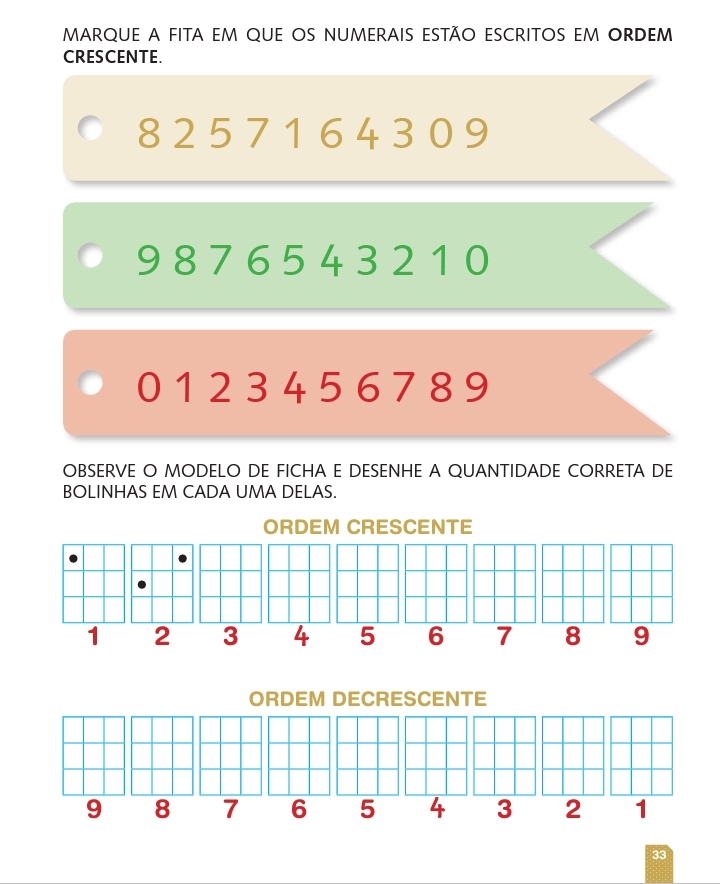 MARQUE A FITA EM QUE OS NUMERAIS ESTÃO ESCRITOS EM ORDEM
CRESCENTE.
8 2 5 7 1 6 4 3 0 9
9 8 7 6 5 4 3 2 1 0
0 1 2 3 4 5 6 7 8 9
OBSERVE O MODELO DE FICHA E DESENHE A QUANTIDADE CORRETA DE
BOLINHAS EM CADA UMA DELAS.
ORDEM CRESCENTE
1 2 3 4 5 6 7 8 9
ORDEM DECRESCENTE
9 8 7 6 5 4 3 2 1
33